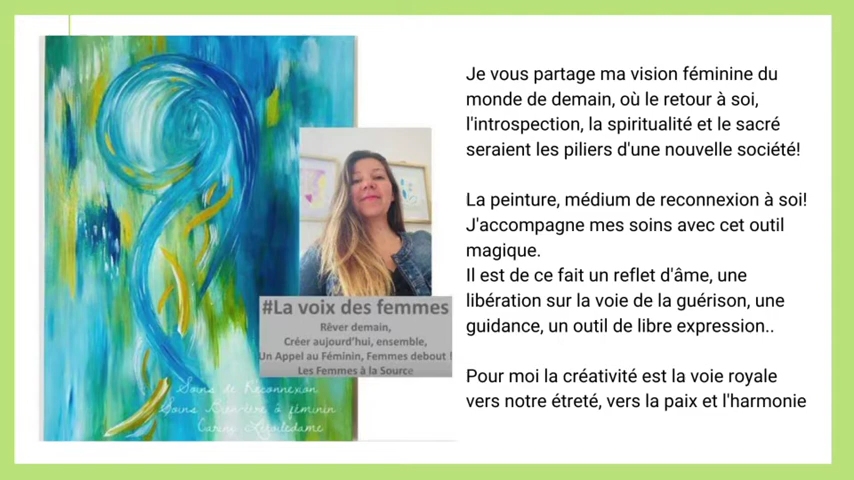 Je vous partage ma vision féminine du
monde de demain, où le retour à soi,
l'introspection, la spiritualité et le sacré
seraient les piliers d'une nouvelle société!
La peinture, médium de reconnexion à soi!
J'accompagne mes soins avec cet outil
magique.
Il est de ce fait un reflet d'âme, une
libération sur la voie de la guérison, une
guidance, un outil de libre expression..
Pour moi la créativité est la voie royale
vers notre étreté, vers la paix et l'harmonie
#La voix des femmes
Rêver demain,
Créer aujourd'hui, ensemble,
Un Appel au Féminin, Femmes debout !
Les Femmes à la Source
Soins de Reconnexion
Soins Bien-être à féminin
Carine